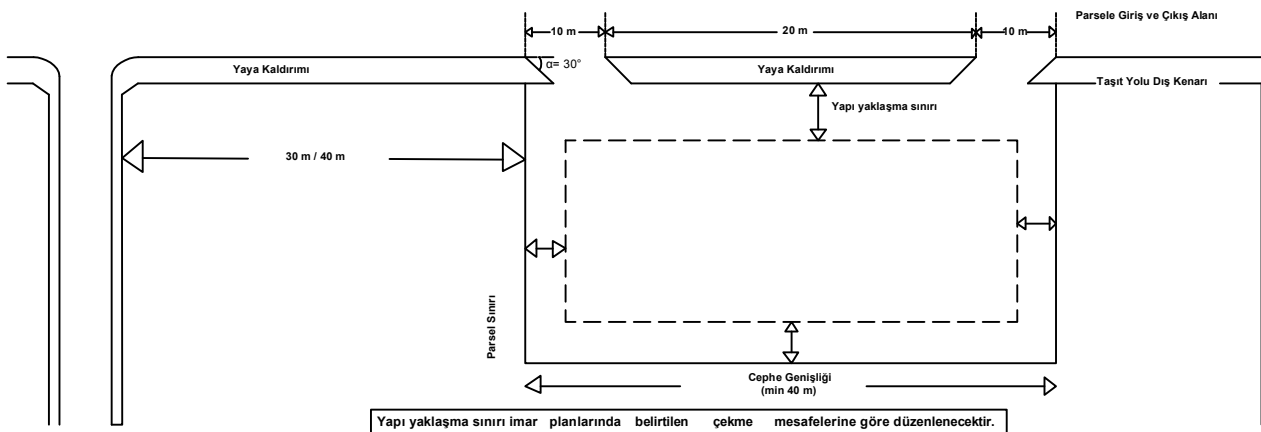 Parsele Giriş ve Çıkış Alanı
10 m
20 m
10 m
Yaya Kaldırımı
α= 30°
Yaya Kaldırımı
Taşıt Yolu Dış Kenarı
Yapı yaklaşma sınırı
30 m / 40 m
Parsel Sınırı
Cephe Genişliği
(min 40 m)
Yapı yaklaşma sınırı imar planlarında belirtilen çekme mesafelerine göre düzenlenecektir.